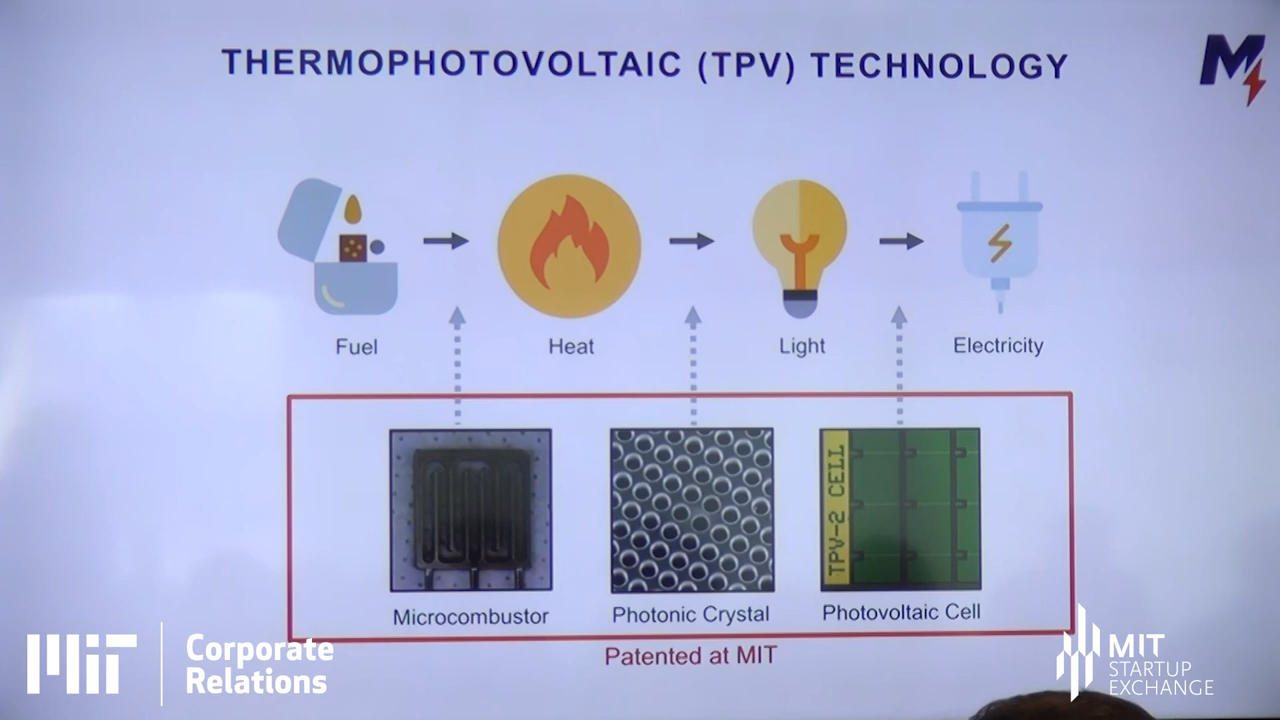 THERMOPHOTOVOLTAIC (TPV) TECHNOLOGY
M
Fuel
Heat
Light
Electricity
TPV-2 CELL
Microcombustor
Photonic Crystal
Photovoltaic Cell
Patented at MIT
MIT
Corporate
Relations
MIT
STARTUP
EXCHANGE